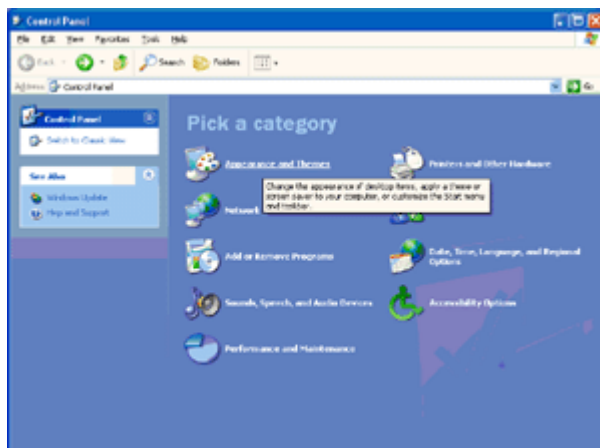 Control Panel
File Edit View Favorites Tools Help
Back Search Folders
Address Control Panel Go
Control Panel
Switch to Classic View
See Also
Windows Update
Help and Support
Pick a category
Appearance and Themes
Printers and Other Hardware
Change the appearance of desktop items, apply a theme or
screen saver to your computer, or customize the Start menu
and taskbar.
Network
Add or Remove Programs
Date, Time, Language, and Regional
Options
Sounds, Speech, and Audio Devices
Accessibility Options
Performance and Maintenance